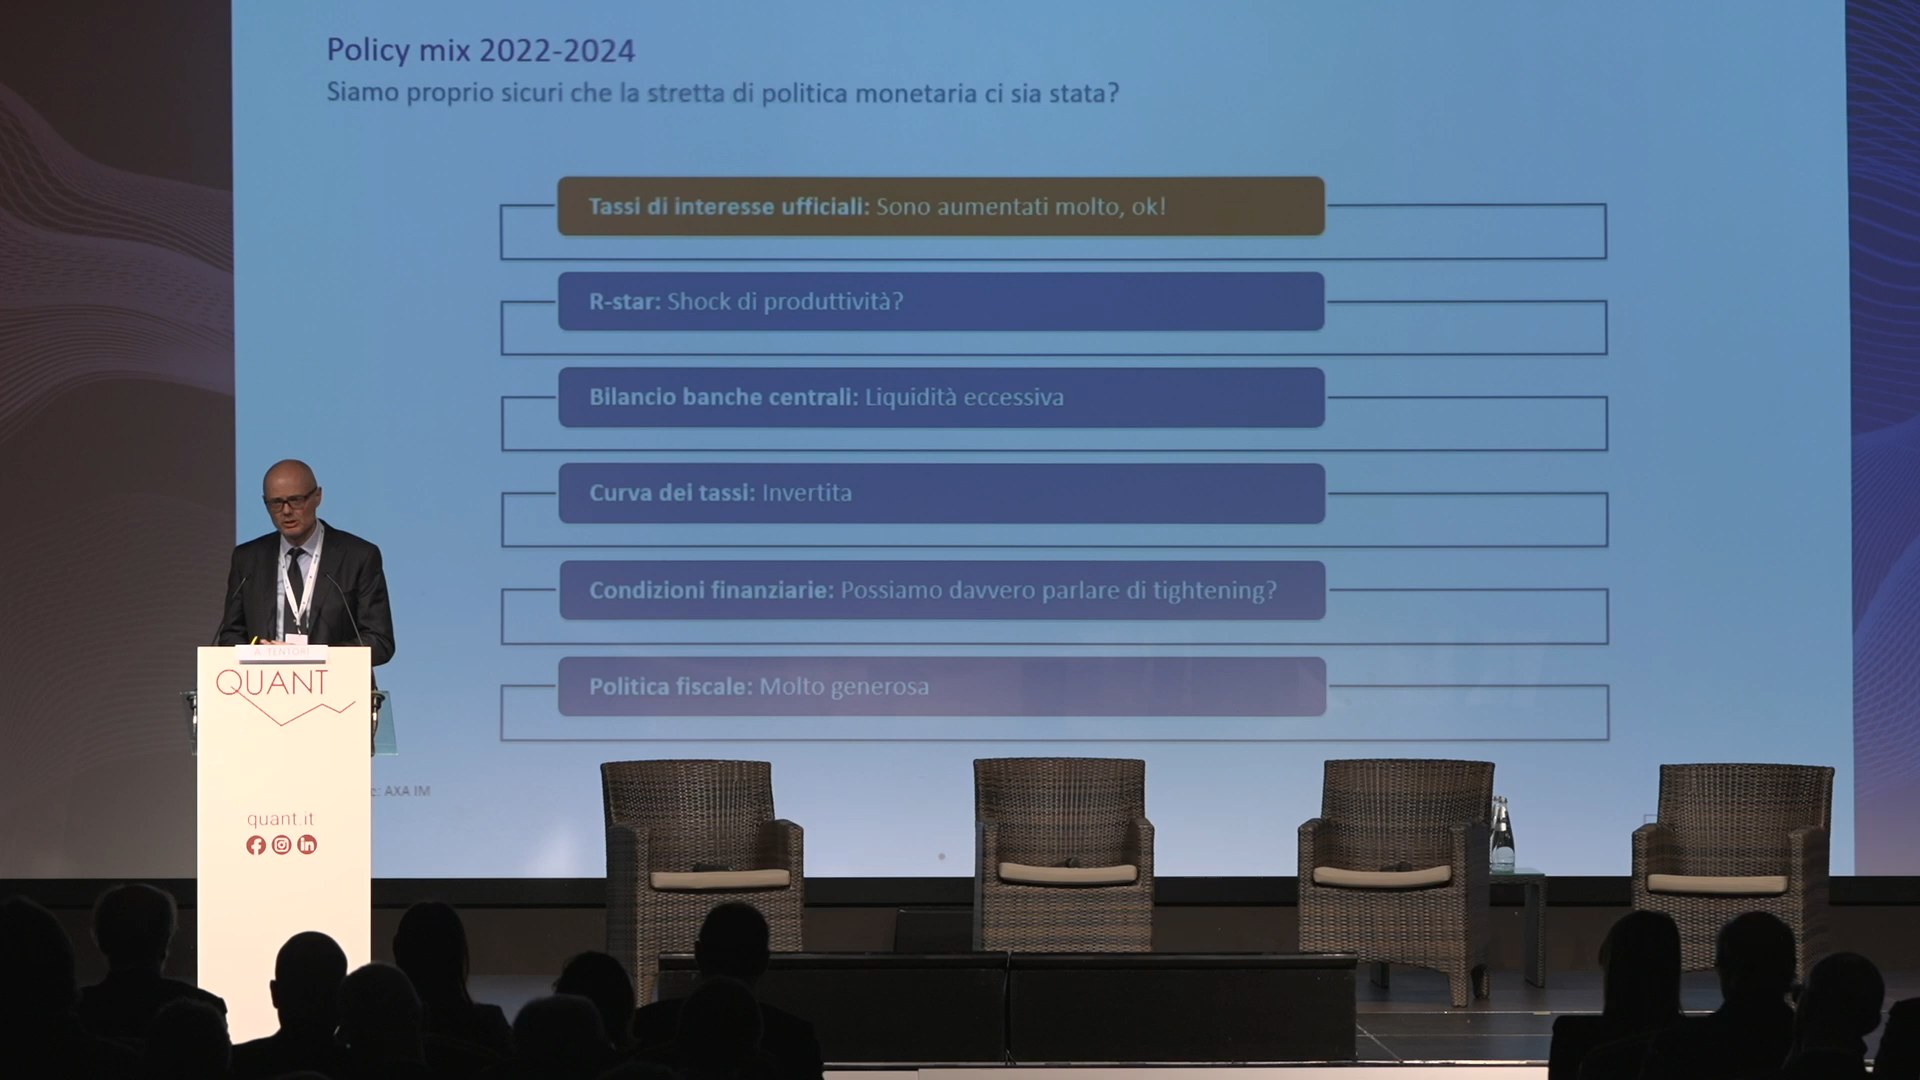 Policy mix 2022-2024
Siamo proprio sicuri che la stretta di politica monetaria ci sia stata?
Tassi di interesse ufficiali: Sono aumentati molto, ok!
R-star: Shock di produttività?
Bilancio banche centrali: Liquidità eccessiva
Curva dei tassi: Invertita
Condizioni finanziarie: Possiamo davvero parlare di tightening?
Politica fiscale: Molto generosa
AXA IM
A. TENTORI
QUANT
quant.it